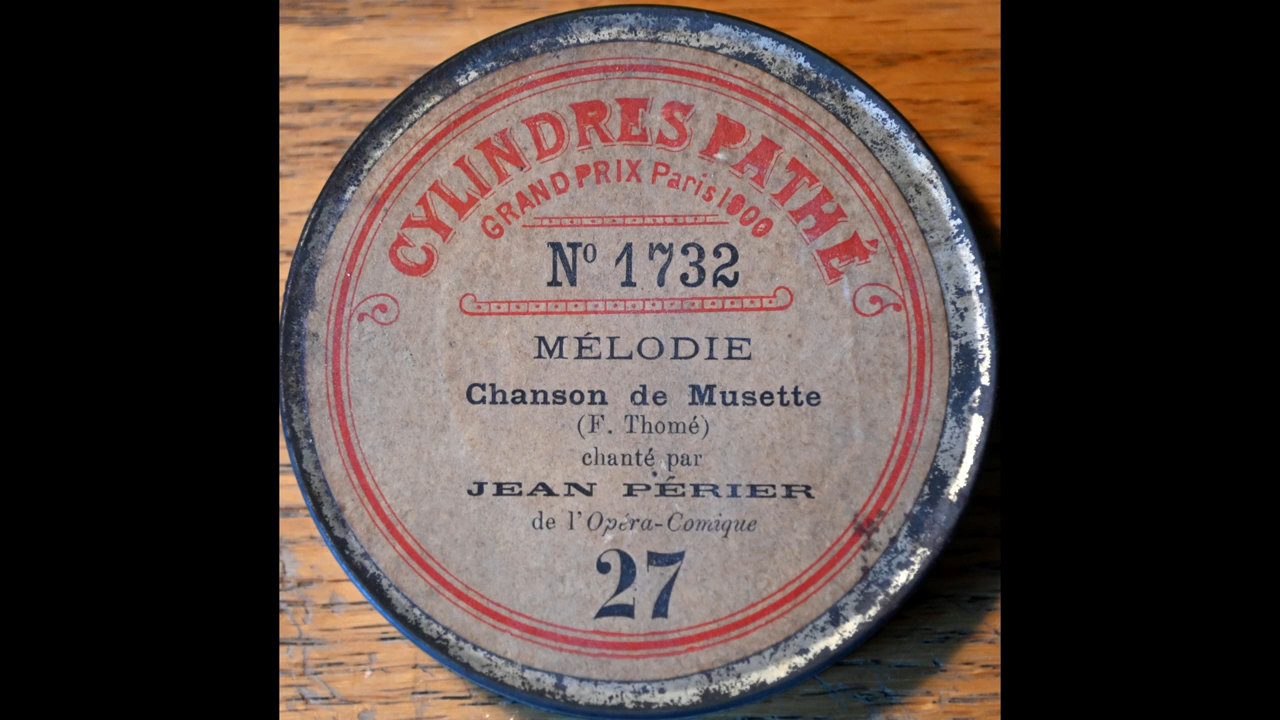 CYLINDRES PATHÉ
GRAND PRIX Paris 1900
Nº 1732
MÉLODIE
Chanson de Musette
(F. Thomé)
chanté par
JEAN PÉRIER
de l'Opéra-Comique
27